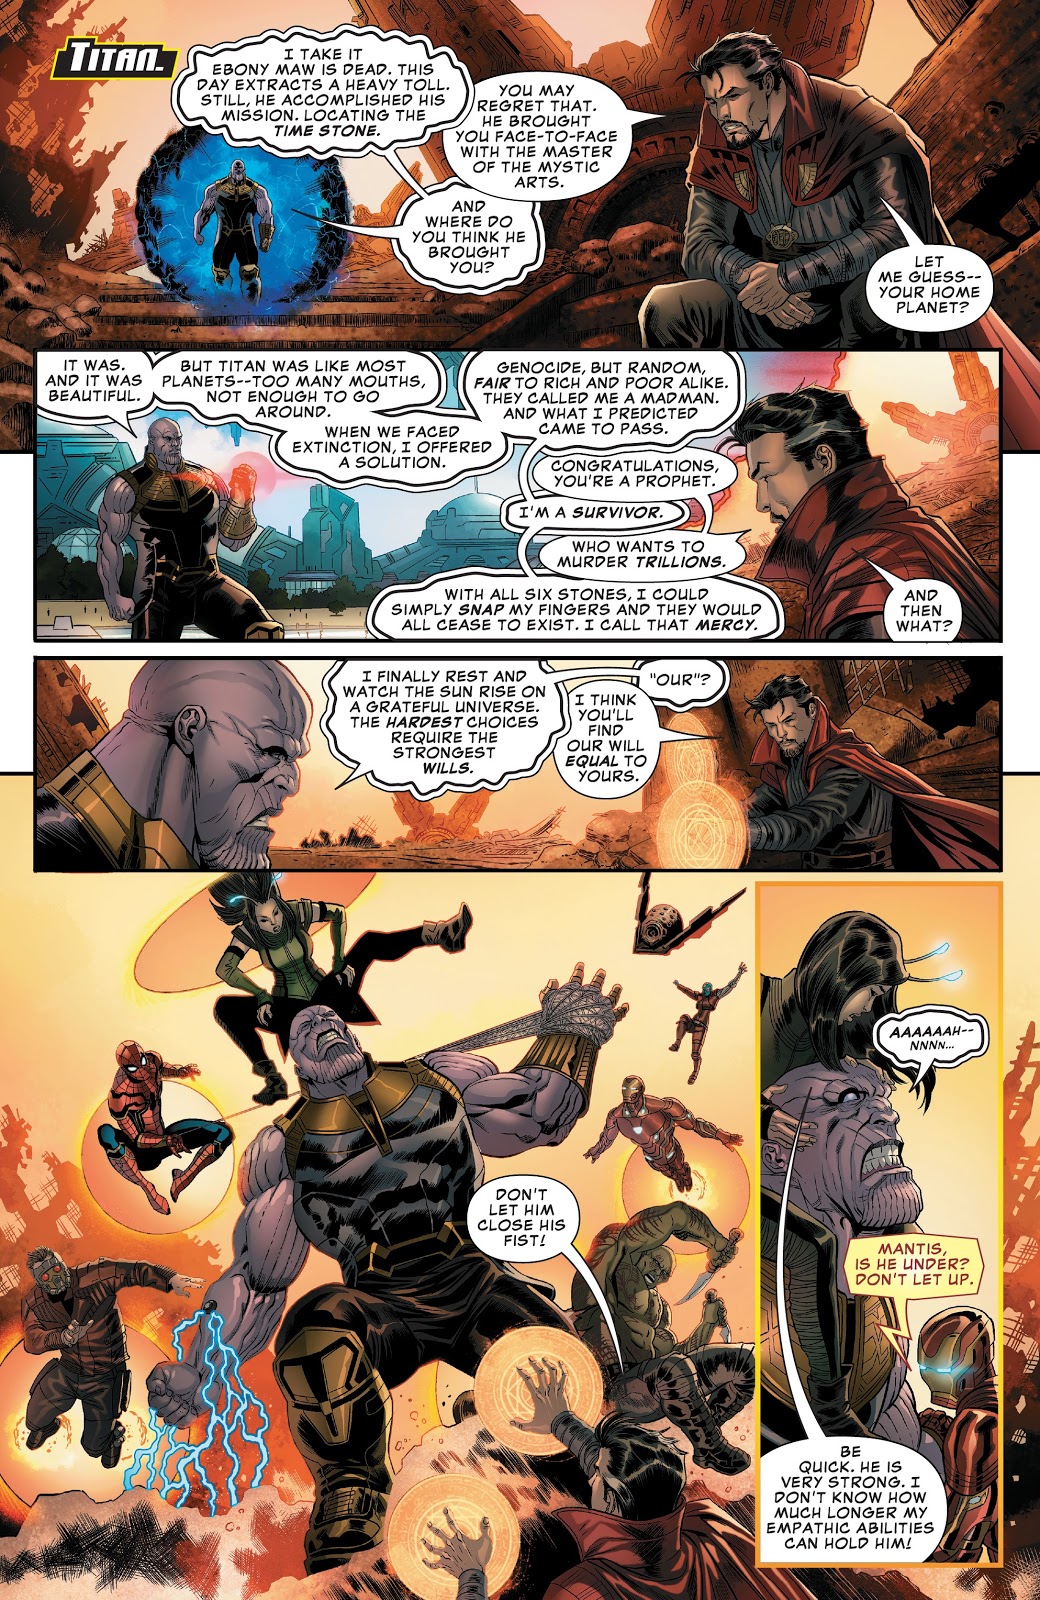 TITAN.
I TAKE IT
EBONY MAW IS DEAD. THIS
DAY EXTRACTS A HEAVY TOLL.
STILL, HE ACCOMPLISHED HIS
MISSION. LOCATING THE
TIME STONE.
YOU MAY
REGRET THAT.
HE BROUGHT
YOU FACE-TO-FACE
WITH THE MASTER
OF THE MYSTIC
ARTS.
AND
WHERE DO
YOU THINK HE
BROUGHT
YOU?
LET
ME GUESS--
YOUR HOME
PLANET?
IT WAS.
AND IT WAS
BEAUTIFUL.
BUT TITAN WAS LIKE MOST
PLANETS--TOO MANY MOUTHS,
NOT ENOUGH TO GO
AROUND.
WHEN WE FACED
EXTINCTION, I OFFERED
A SOLUTION.
GENOCIDE, BUT RANDOM,
FAIR TO RICH AND POOR ALIKE.
THEY CALLED ME A MADMAN.
AND WHAT I PREDICTED
CAME TO PASS.
CONGRATULATIONS,
YOU'RE A PROPHET.
I'M A SURVIVOR.
WHO WANTS TO
MURDER TRILLIONS.
WITH ALL SIX STONES, I COULD
SIMPLY SNAP MY FINGERS AND THEY WOULD
ALL CEASE TO EXIST. I CALL THAT MERCY.
AND
THEN
WHAT?
I FINALLY REST AND
WATCH THE SUN RISE ON
A GRATEFUL UNIVERSE.
THE HARDEST CHOICES
REQUIRE THE
STRONGEST
WILLS.
I THINK
YOU'LL
FIND
OUR WILL
EQUAL TO
YOURS.
"OUR"?
DON'T
LET HIM
CLOSE HIS
FIST!
AAAAAAH--
NNNN...
MANTIS,
IS HE UNDER?
DON'T LET UP.
BE
QUICK. HE IS
VERY STRONG. I
DON'T KNOW HOW
MUCH LONGER MY
EMPATHIC ABILITIES
CAN HOLD HIM!